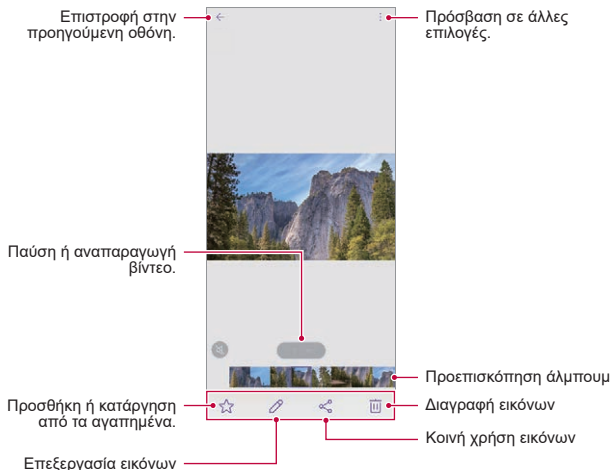 Επιστροφή στην
προηγούμενη οθόνη.
Πρόσβαση σε άλλες
επιλογές.
Παύση ή αναπαραγωγή
βίντεο.
Προεπισκόπηση άλμπουμ
Προσθήκη ή κατάργηση
από τα αγαπημένα.
Διαγραφή εικόνων
Κοινή χρήση εικόνων
Επεξεργασία εικόνων